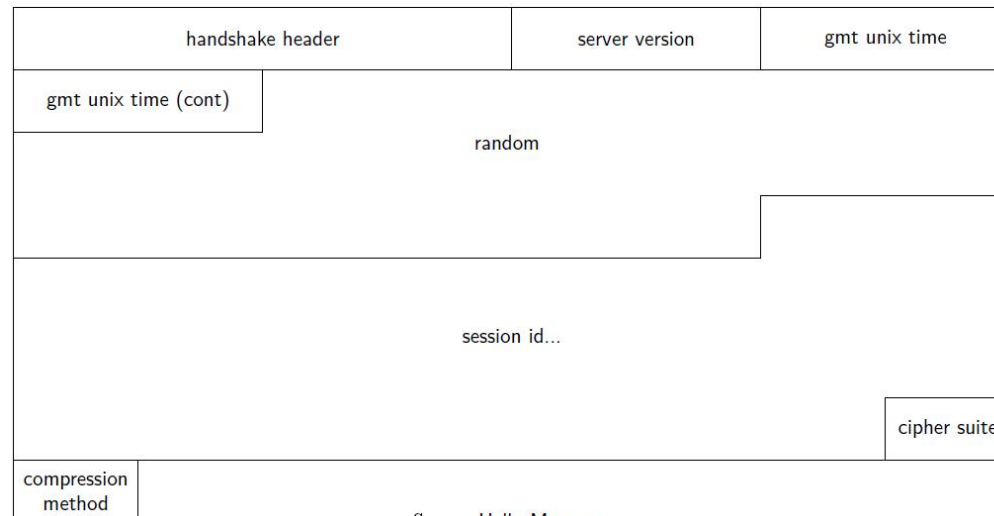 handshake header
server version
gmt unix time
gmt unix time (cont)
random
session id...
cipher suite
compression
method